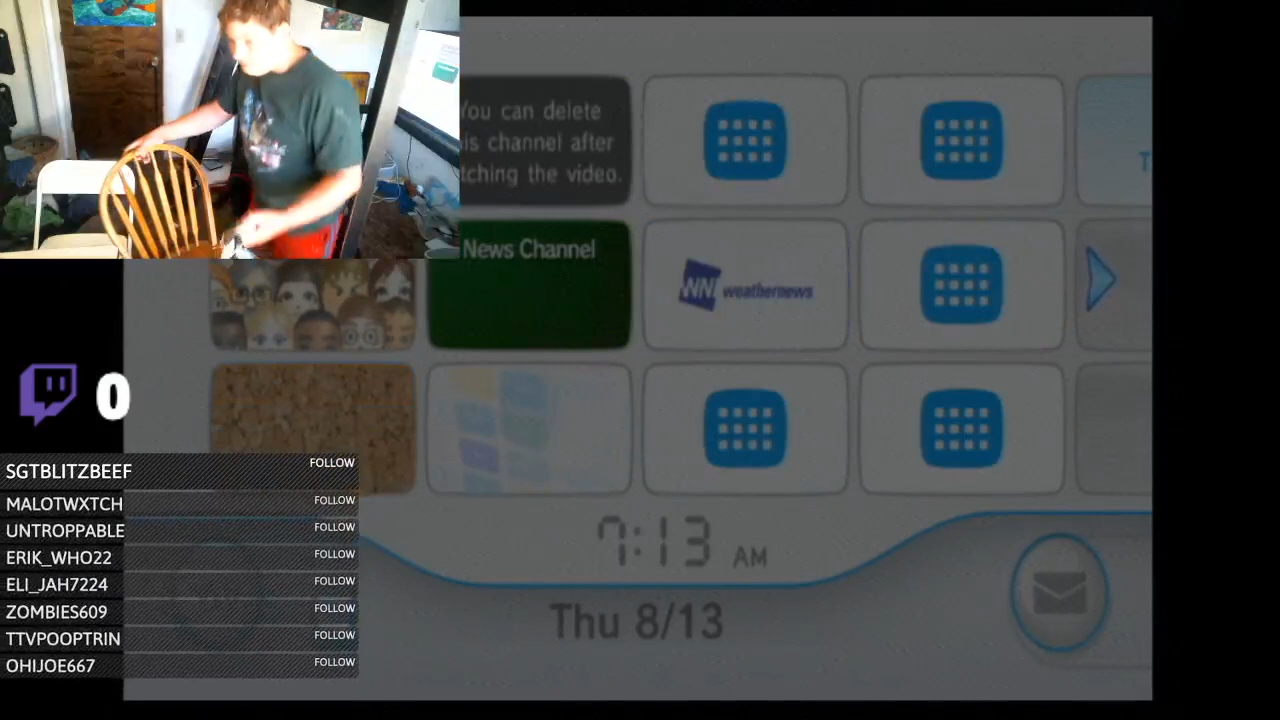 You can delete
is channel after
tching the video.
T
News Channel
WN weathernews
0
SGTBLITZBEEF FOLLOW
MALOTWXTCH FOLLOW
UNTROPPABLE FOLLOW
ERIK_WHO22 FOLLOW
ELI_JAH7224 FOLLOW
ZOMBIES609 FOLLOW
TTVPOOPTRIN FOLLOW
OHIJOE667 FOLLOW
7:13 AM
Thu 8/13